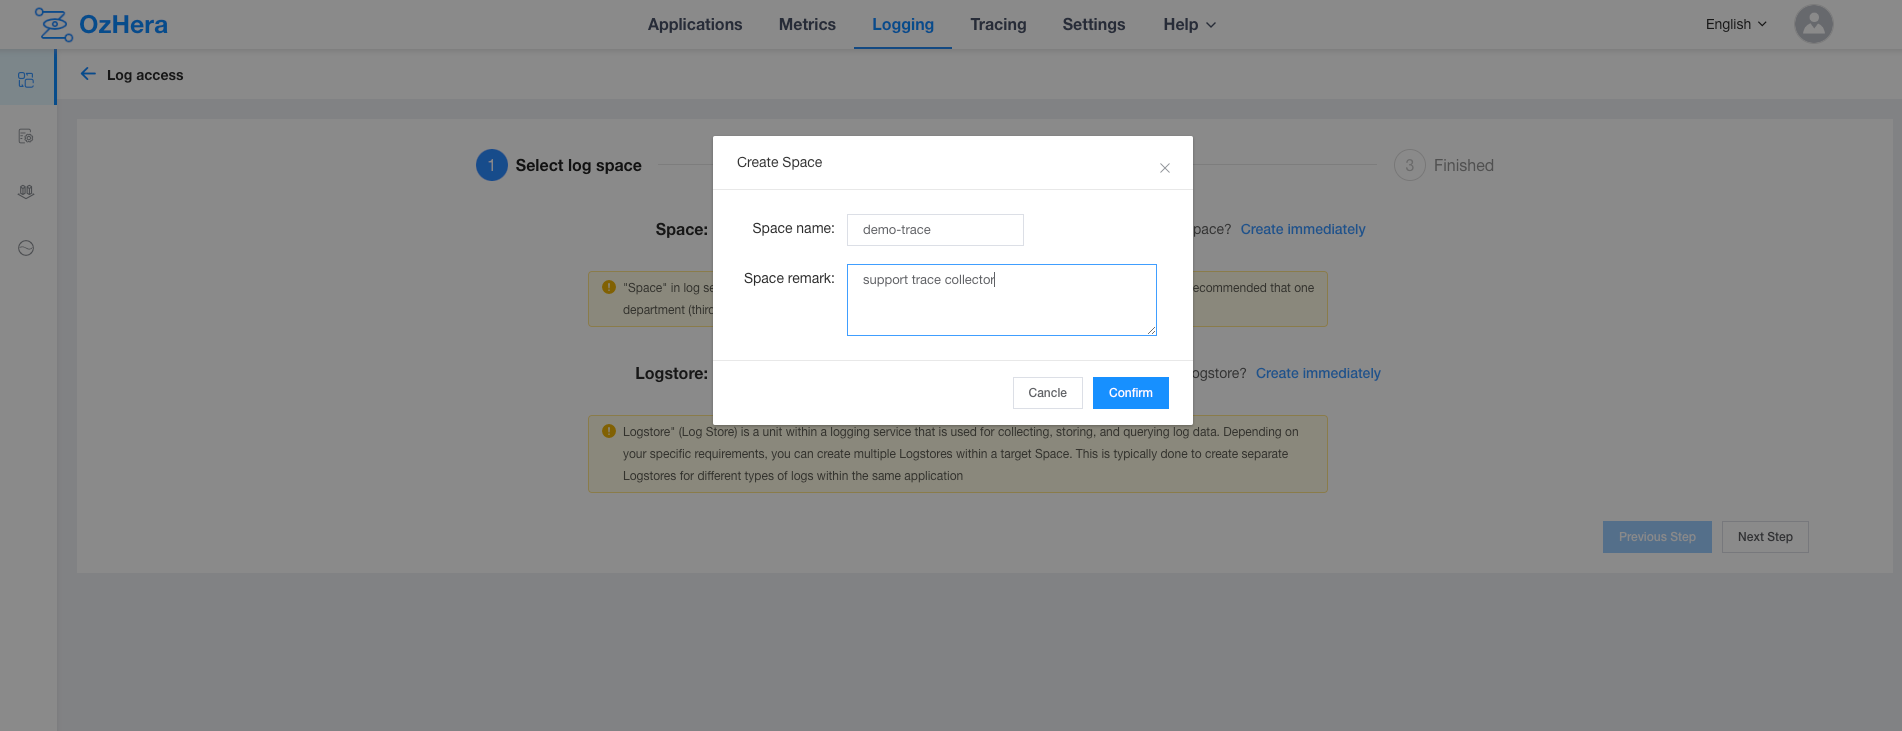 OzHera
Applications Metrics Logging Tracing Settings Help
English
Log access
1 Select log space
3 Finished
Create Space
Space name: demo-trace
Space remark: support trace collector
Cancle Confirm
Space:
Create immediately
"Space" in log
ecommended that one
department
Logstore:
Create immediately
Logstore" (Log Store) is a unit within a logging service that is used for collecting, storing, and querying log data. Depending on
your specific requirements, you can create multiple Logstores within a target Space. This is typically done to create separate
Logstores for different types of logs within the same application
Previous Step Next Step